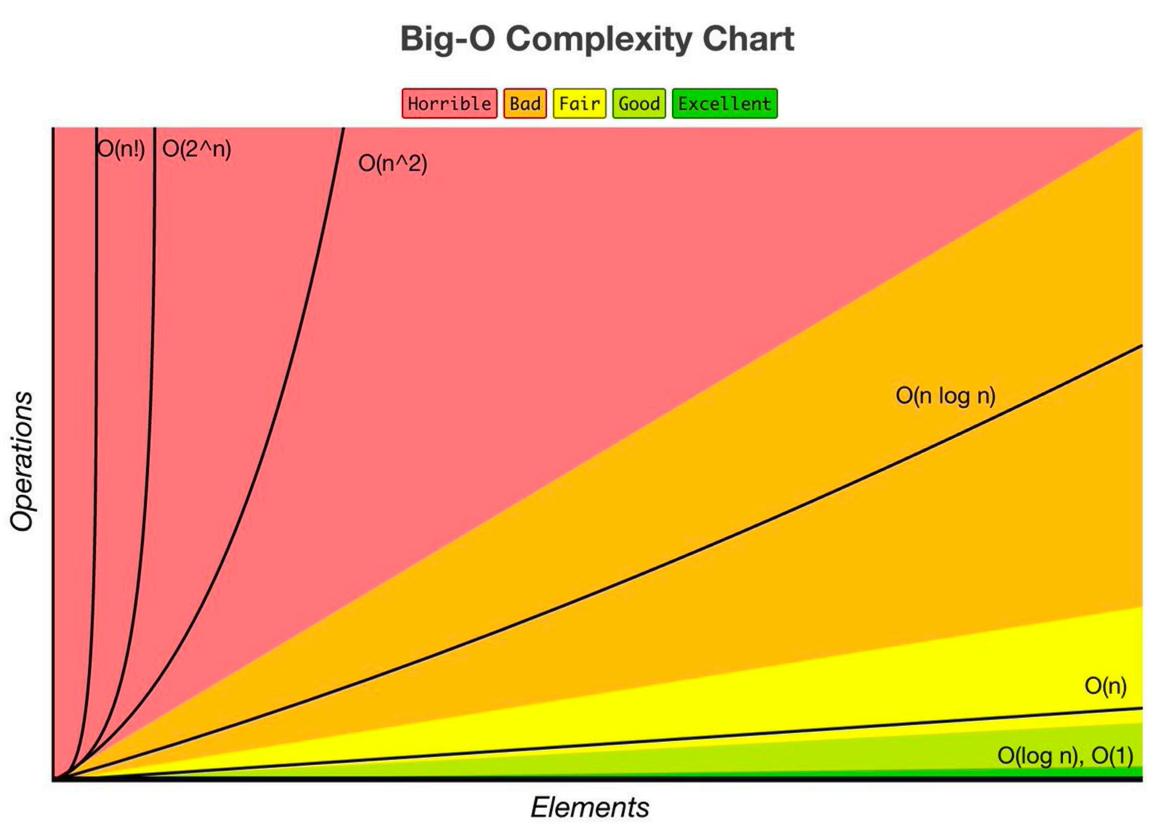 Big-O Complexity Chart
Horrible Bad Fair Good Excellent
O(n!) O(2^n)
O(n^2)
O(n log n)
Operations
O(n)
O(log n), O(1)
Elements